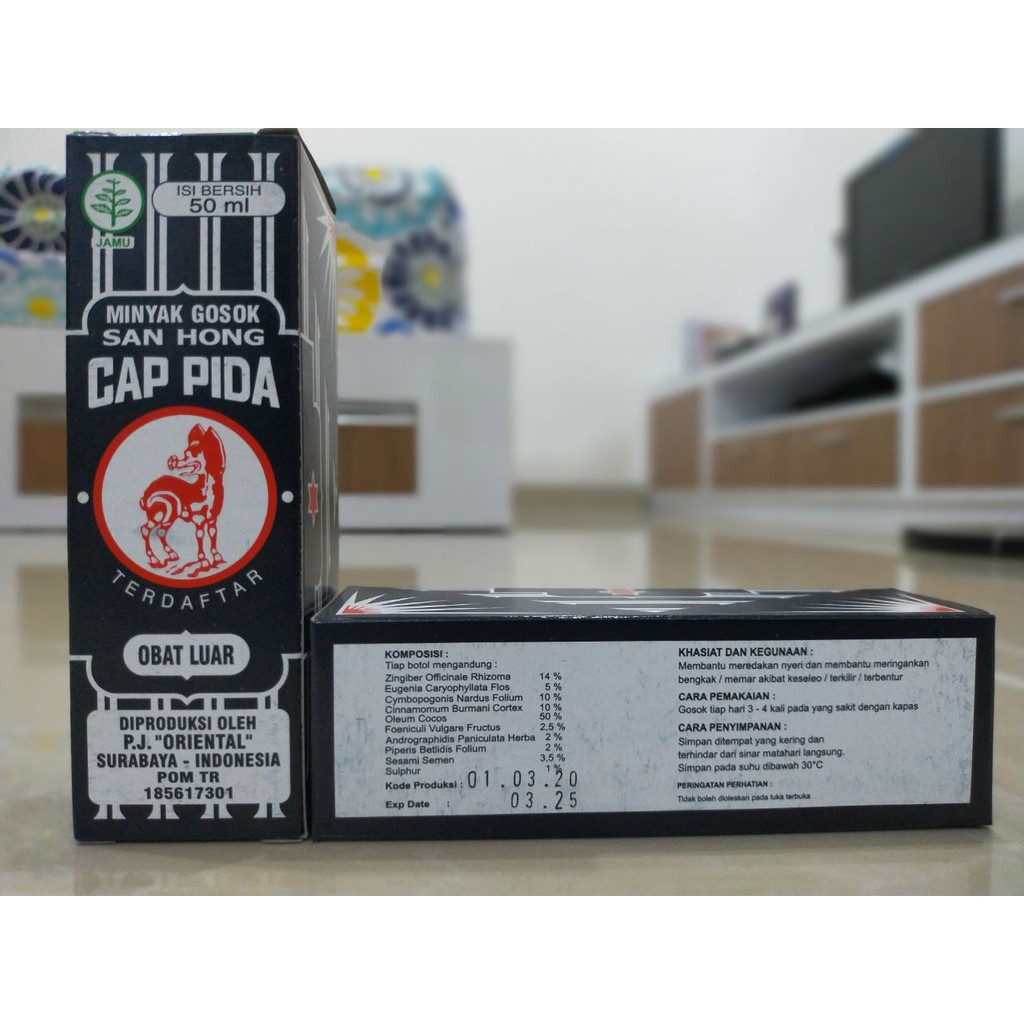 JAMU
ISI BERSIH
50 ml
MINYAK GOSOK
SAN HONG
CAP PIDA
TERDAFTAR
OBAT LUAR
DIPRODUKSI OLEH
P.J. "ORIENTAL"
SURABAYA - INDONESIA
POM TR
185617301
KOMPOSISI :
Tiap botol mengandung :
Zingiber Officinale Rhizoma 14 %
Eugenia Caryophyllata Flos 5 %
Cymbopogonis Nardus Folium 10 %
Cinnamomum Burmani Cortex 10 %
Oleum Cocos 50 %
Foeniculi Vulgare Fructus 2,5 %
Andrographidis Paniculata Herba 2 %
Piperis Betlidis Folium 2 %
Sesami Semen 3,5 %
Sulphur 1 %
Kode Produksi : 01.03.20
Exp Date : 03.25
KHASIAT DAN KEGUNAAN :
Membantu meredakan nyeri dan membantu meringankan
bengkak / memar akibat keseleo / terkilir / terbentur
CARA PEMAKAIAN :
Gosok tiap hari 3 - 4 kali pada yang sakit dengan kapas
CARA PENYIMPANAN :
Simpan ditempat yang kering dan
terhindar dari sinar matahari langsung.
Simpan pada suhu dibawah 30°C
PERINGATAN PERHATIAN :
Tidak boleh dioleskan pada luka terbuka